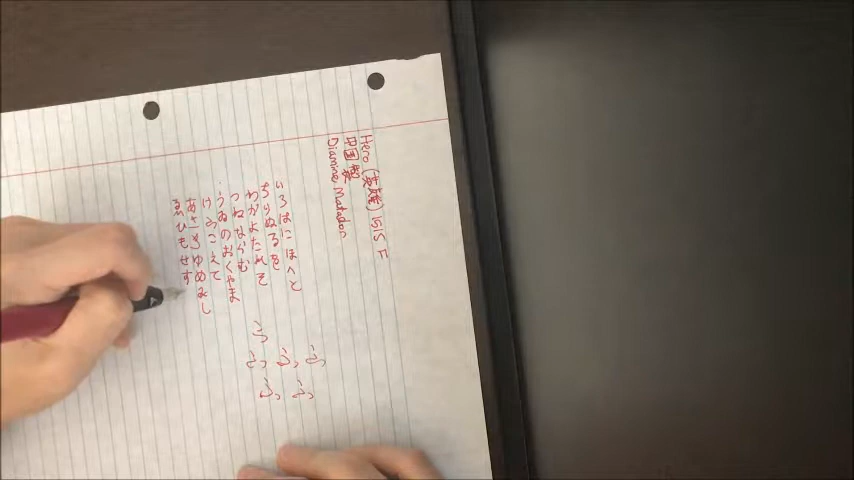 Hero (英雄) ISIS F
中国製
Diamine Matador
いろはにほへと
ちりぬるを
わかよたれそ
つねならむ
うゐのおくやま
けふこえて
あさきゆめみし
ゑひもせす
ふ
ふふふ
ふふ